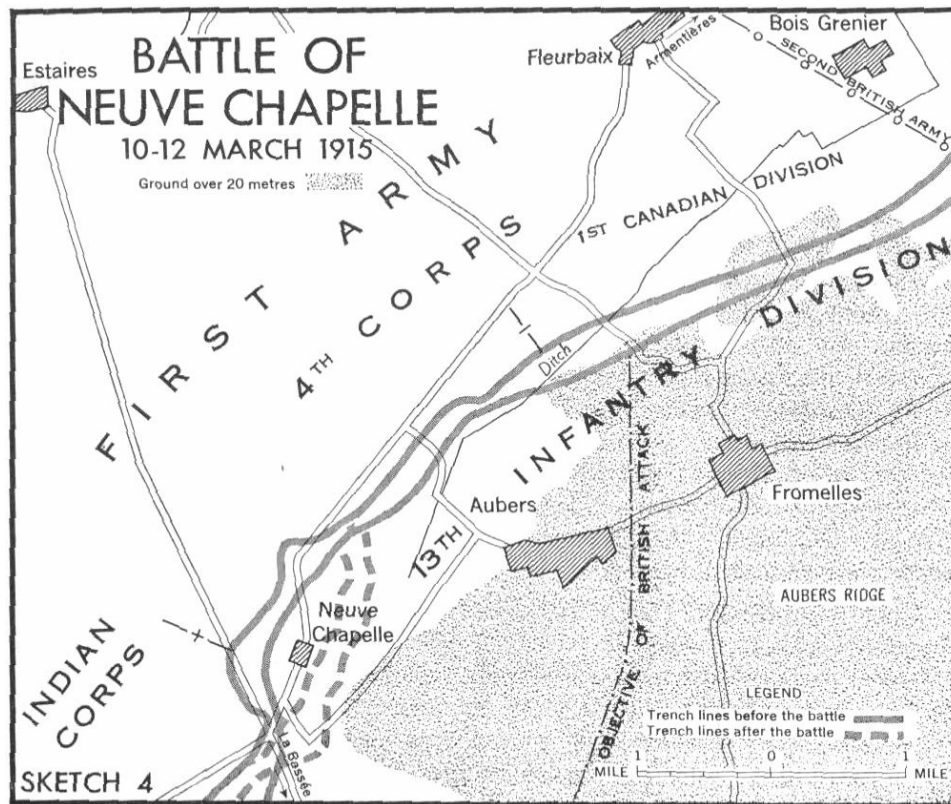 BATTLE OF
NEUVE CHAPELLE
10-12 MARCH 1915
Ground over 20 metres
Estaires
Fleurbaix
Armentières
Bois Grenier
SECOND BRITISH ARMY
FIRST ARMY
4TH CORPS
1ST CANADIAN DIVISION
Ditch
13TH INFANTRY DIVISION
Aubers
Fromelles
OBJECTIVE OF BRITISH ATTACK
AUBERS RIDGE
Neuve
Chapelle
INDIAN
CORPS
La Bassée
LEGEND
Trench lines before the battle
Trench lines after the battle
1 0 1
MILE MILE
SKETCH 4